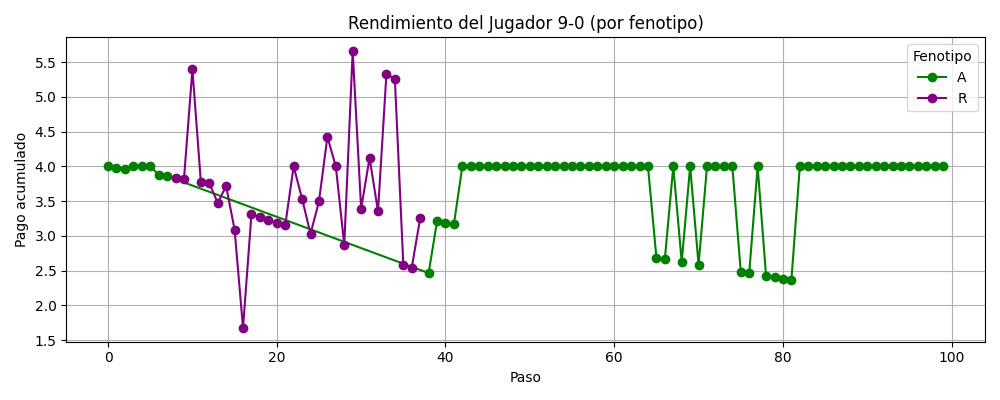 Rendimiento del Jugador 9-0 (por fenotipo)
Pago acumulado
5.5
5.0
4.5
4.0
3.5
3.0
2.5
2.0
1.5
Fenotipo
A
R
0 20 40 60 80 100
Paso